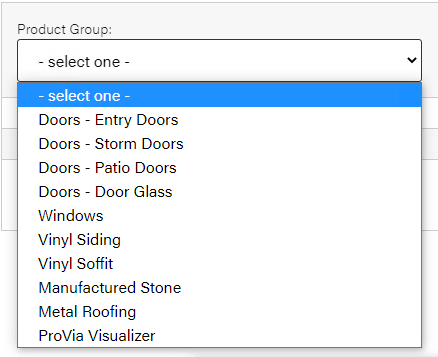 Product Group:
- select one -
- select one -
Doors - Entry Doors
Doors - Storm Doors
Doors - Patio Doors
Doors - Door Glass
Windows
Vinyl Siding
Vinyl Soffit
Manufactured Stone
Metal Roofing
ProVia Visualizer